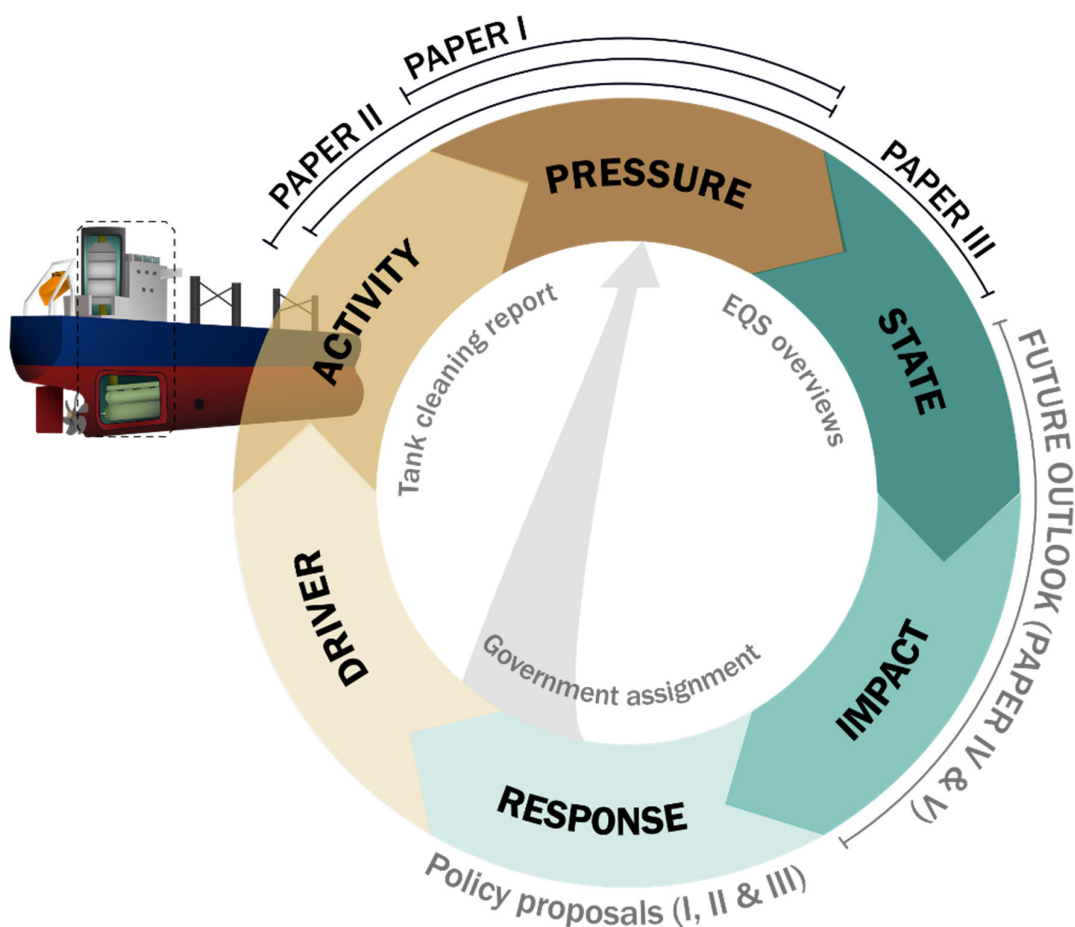 PAPER I
PAPER II
PAPER III
PRESSURE
ACTIVITY
STATE
Tank cleaning report
EQS overviews
FUTURE OUTLOOK (PAPER IV & V)
DRIVER
IMPACT
Government assignment
RESPONSE
Policy proposals (I, II & III)